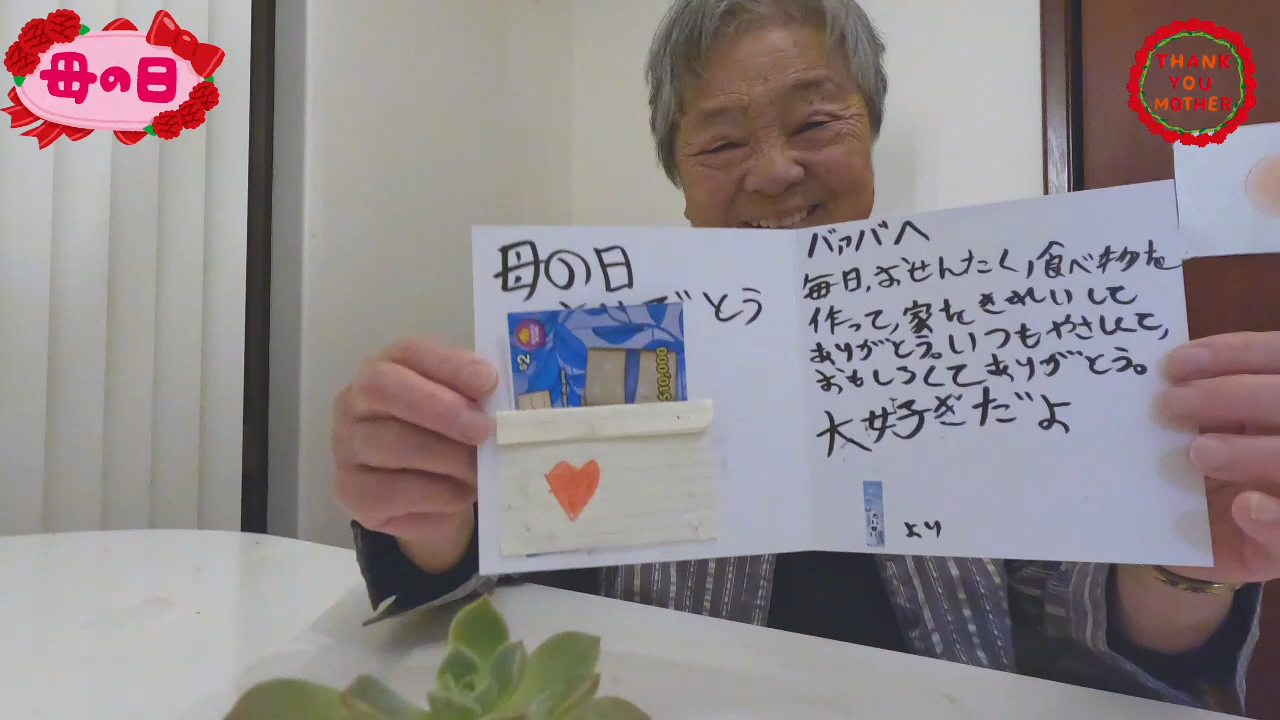 母の日
THANK
YOU
MOTHER
母の日
とう
$2
$10,000
バァバへ
毎日,おせんたく,食べ物を
作って,家をきれいして
ありがとう。いつもやさしくて,
おもしろくてありがとう。
大好きだよ
より